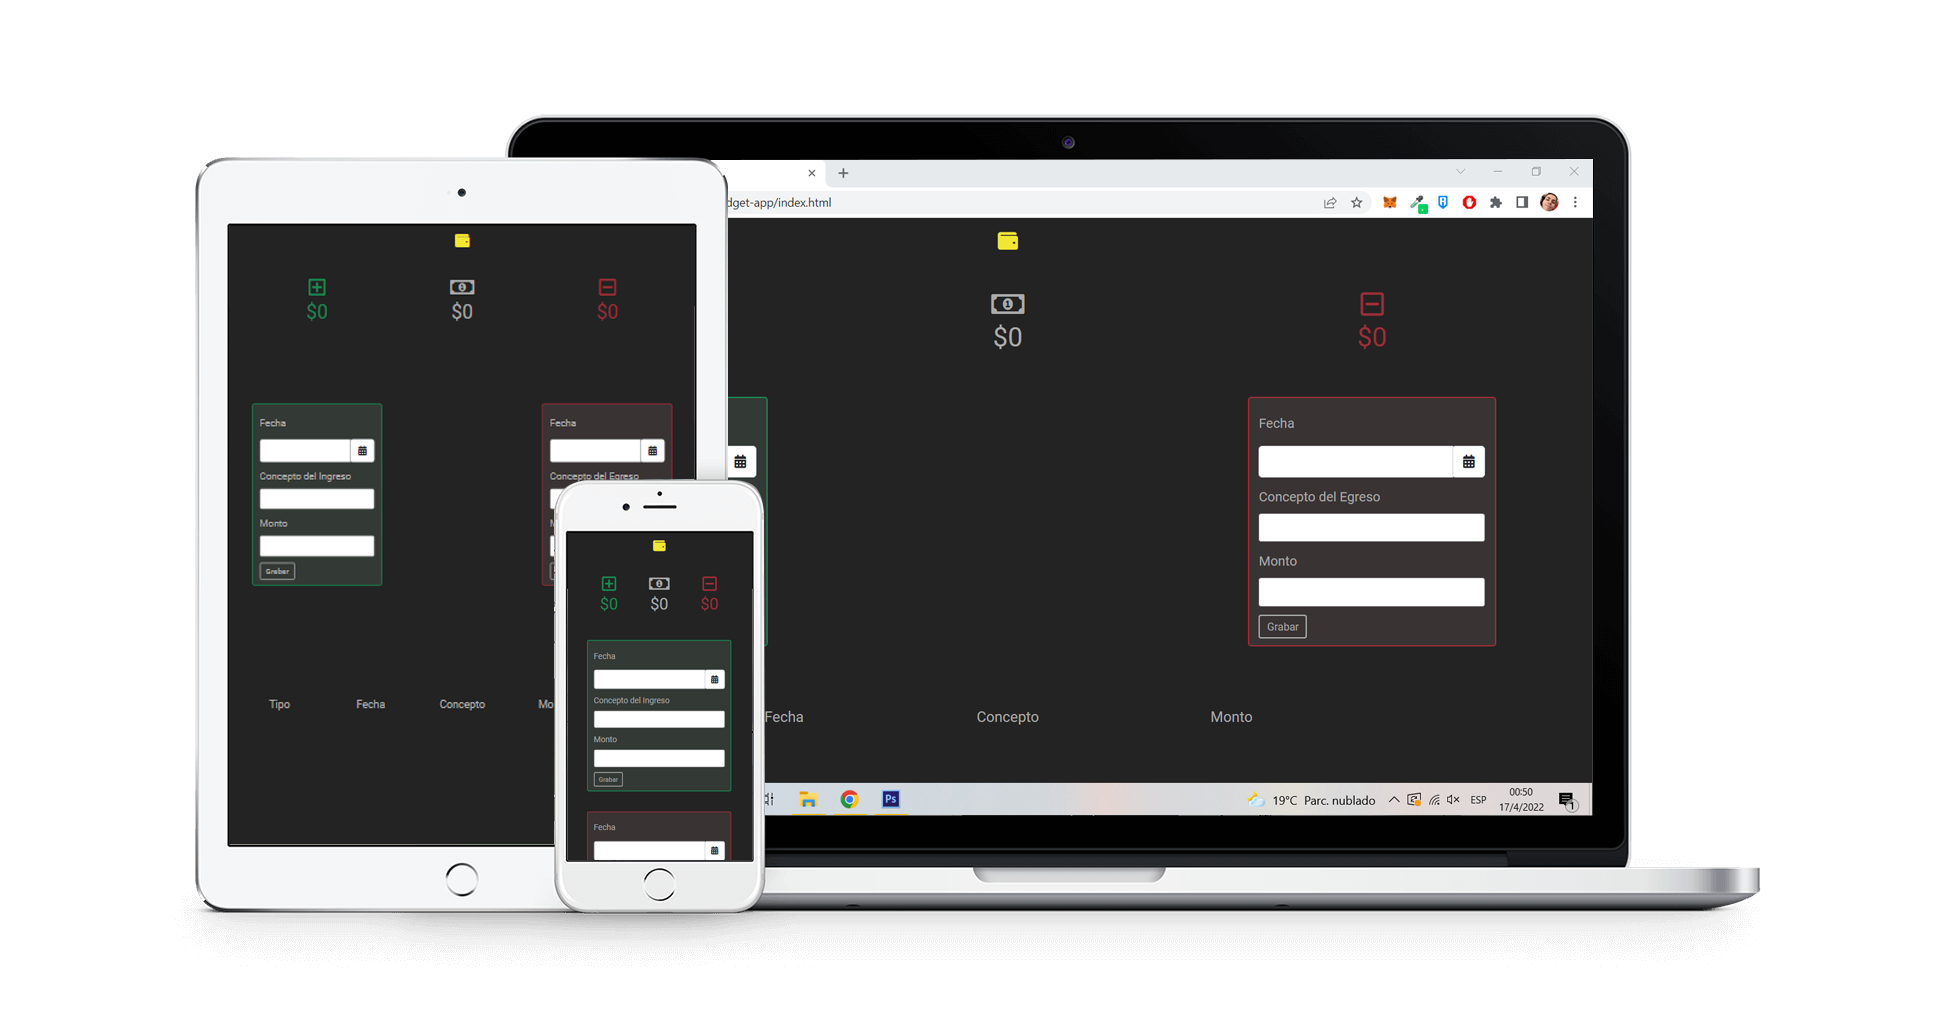 dget-app/index.html
$0
$0
$0
Fecha
Concepto del Ingreso
Monto
Grabar
Fecha
Concepto del Egreso
Tipo
Fecha
Concepto
Mo
$0
$0
$0
Fecha
Concepto del Ingreso
Monto
Grabar
Fecha
$0
$0
Fecha
Concepto del Egreso
Monto
Grabar
Fecha
Concepto
Monto
Ps
19°C Parc. nublado
ESP
00:50
17/4/2022
1